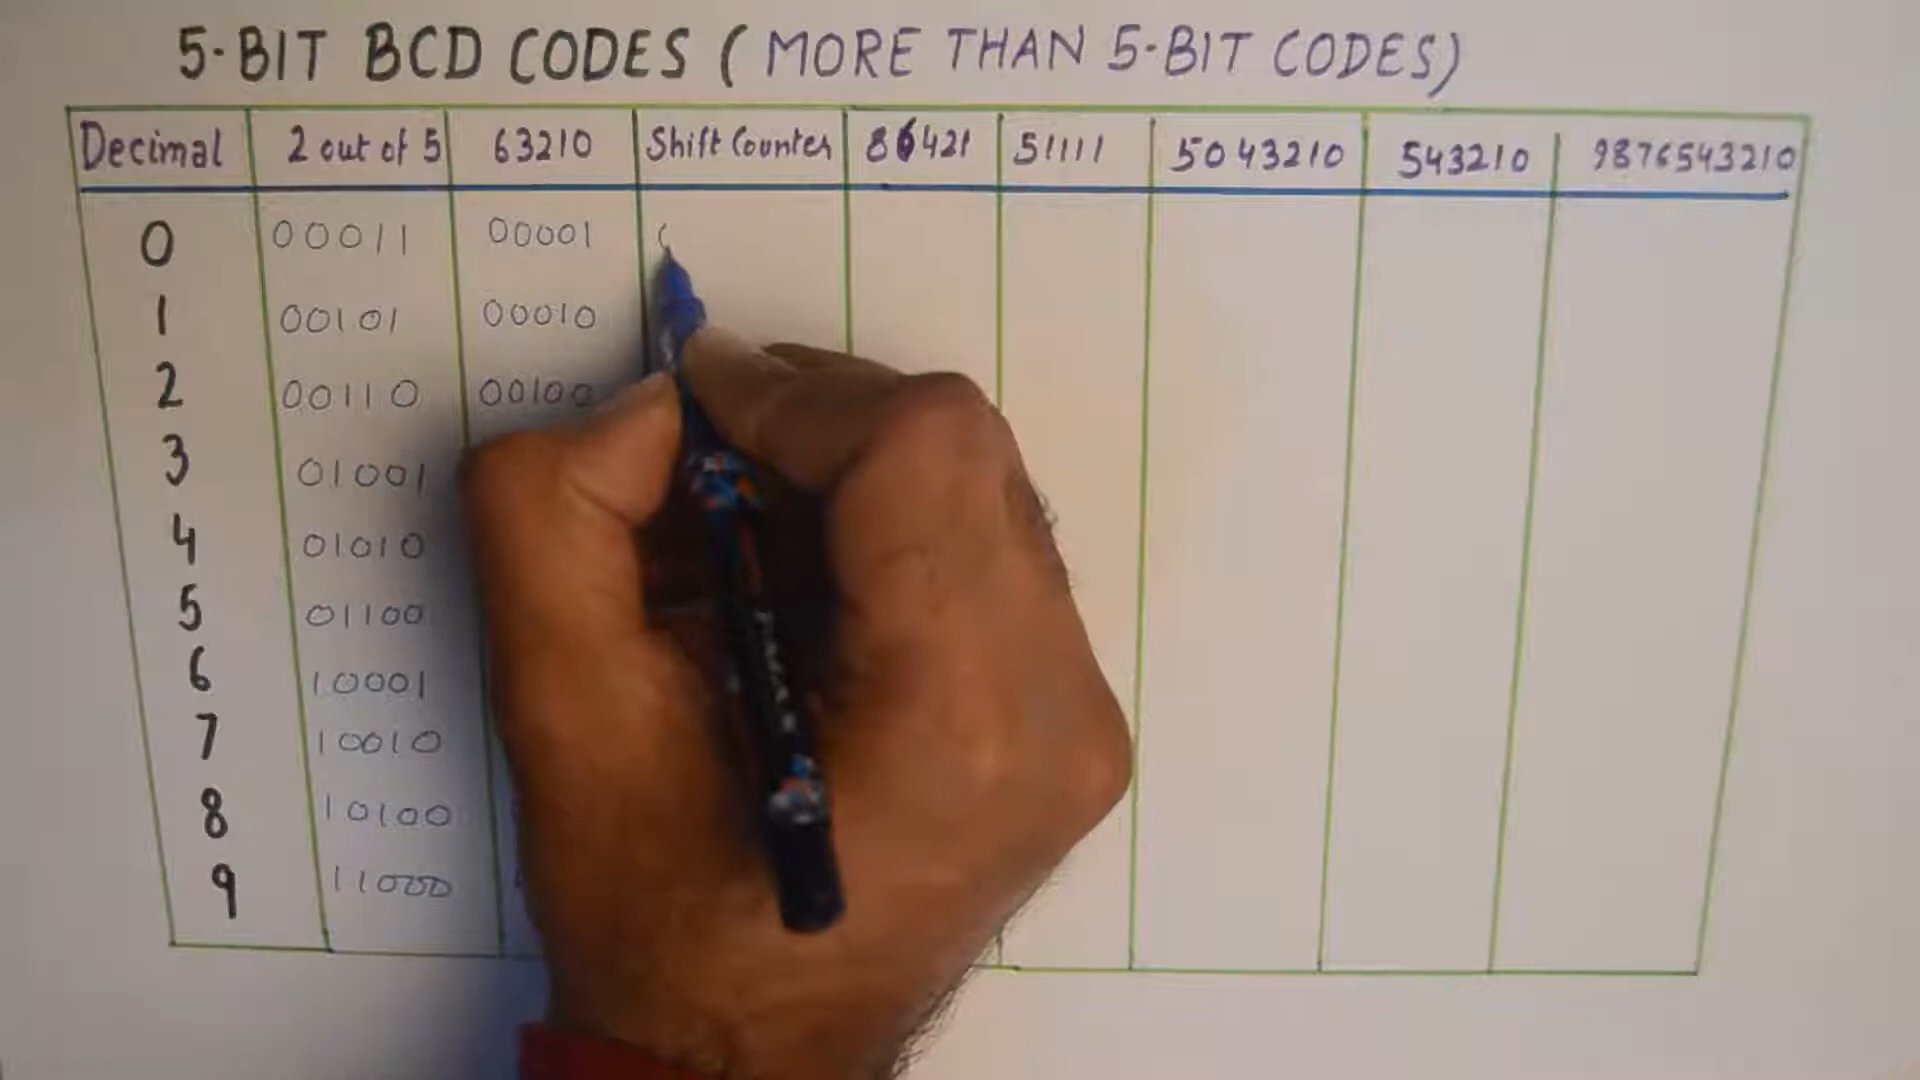 5-BIT BCD CODES (MORE THAN 5-BIT CODES)
Decimal 2 out of 5 63210 Shift Counter 86421 51111 5043210 543210 9876543210
0 00011 00001
1 00101 00010
2 00110 00100
3 01001
4 01010
5 01100
6 10001
7 10010
8 10100
9 11000